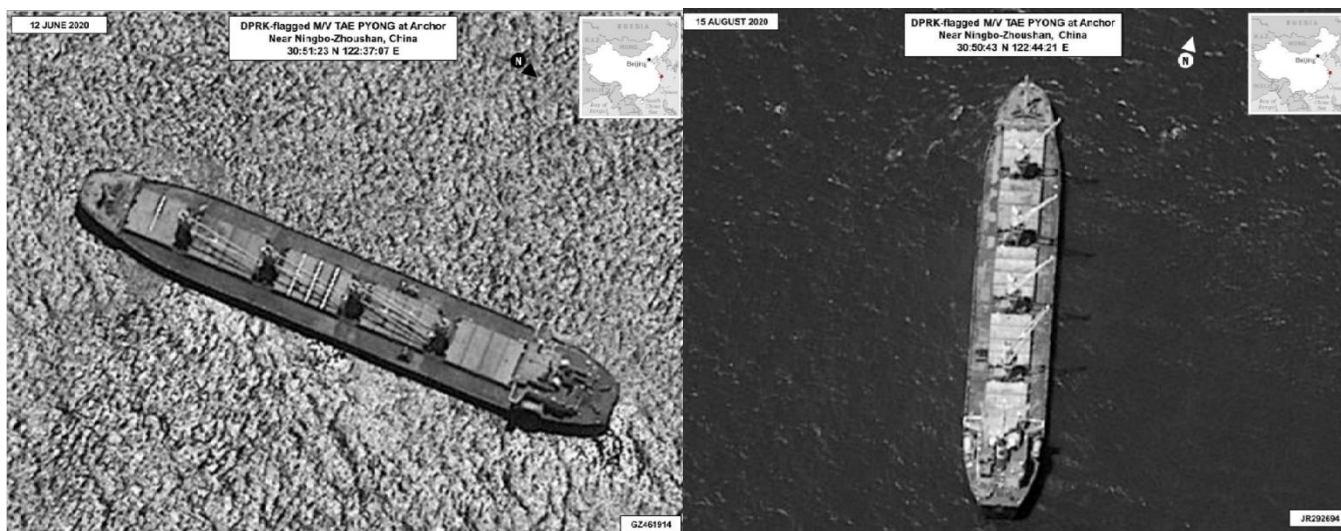 12 JUNE 2020
DPRK-flagged M/V TAE PYONG at Anchor
Near Ningbo-Zhoushan, China
30:51:23 N 122:37:07 E
N
RUSSIA
Beijing
GZ461914
15 AUGUST 2020
DPRK-flagged M/V TAE PYONG at Anchor
Near Ningbo-Zhoushan, China
30:50:43 N 122:44:21 E
N
RUSSIA
Beijing
JR292694